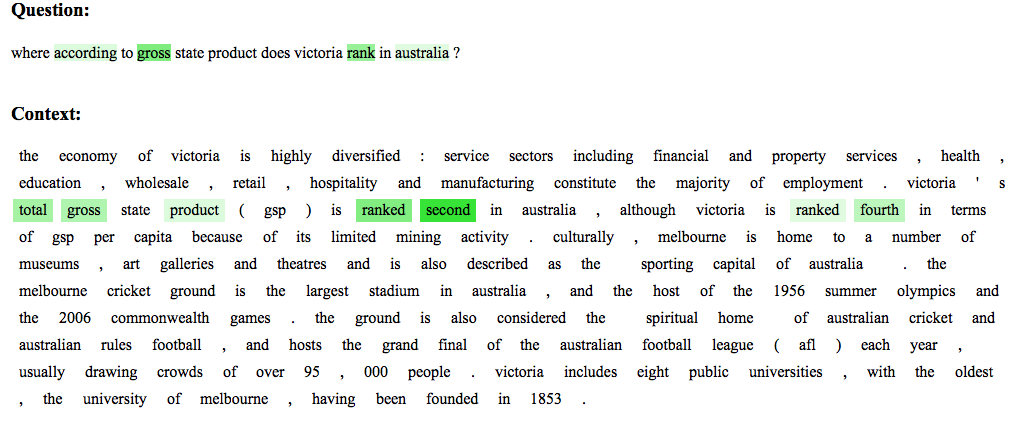 Question:
where according to gross state product does victoria rank in australia ?
Context:
the economy of victoria is highly diversified : service sectors including financial and property services , health ,
education , wholesale , retail , hospitality and manufacturing constitute the majority of employment . victoria ' s
total gross state product ( gsp ) is ranked second in australia , although victoria is ranked fourth in terms
of gsp per capita because of its limited mining activity . culturally , melbourne is home to a number of
museums , art galleries and theatres and is also described as the sporting capital of australia . the
melbourne cricket ground is the largest stadium in australia , and the host of the 1956 summer olympics and
the 2006 commonwealth games . the ground is also considered the spiritual home of australian cricket and
australian rules football , and hosts the grand final of the australian football league ( afl ) each year ,
usually drawing crowds of over 95 , 000 people . victoria includes eight public universities , with the oldest
, the university of melbourne , having been founded in 1853 .